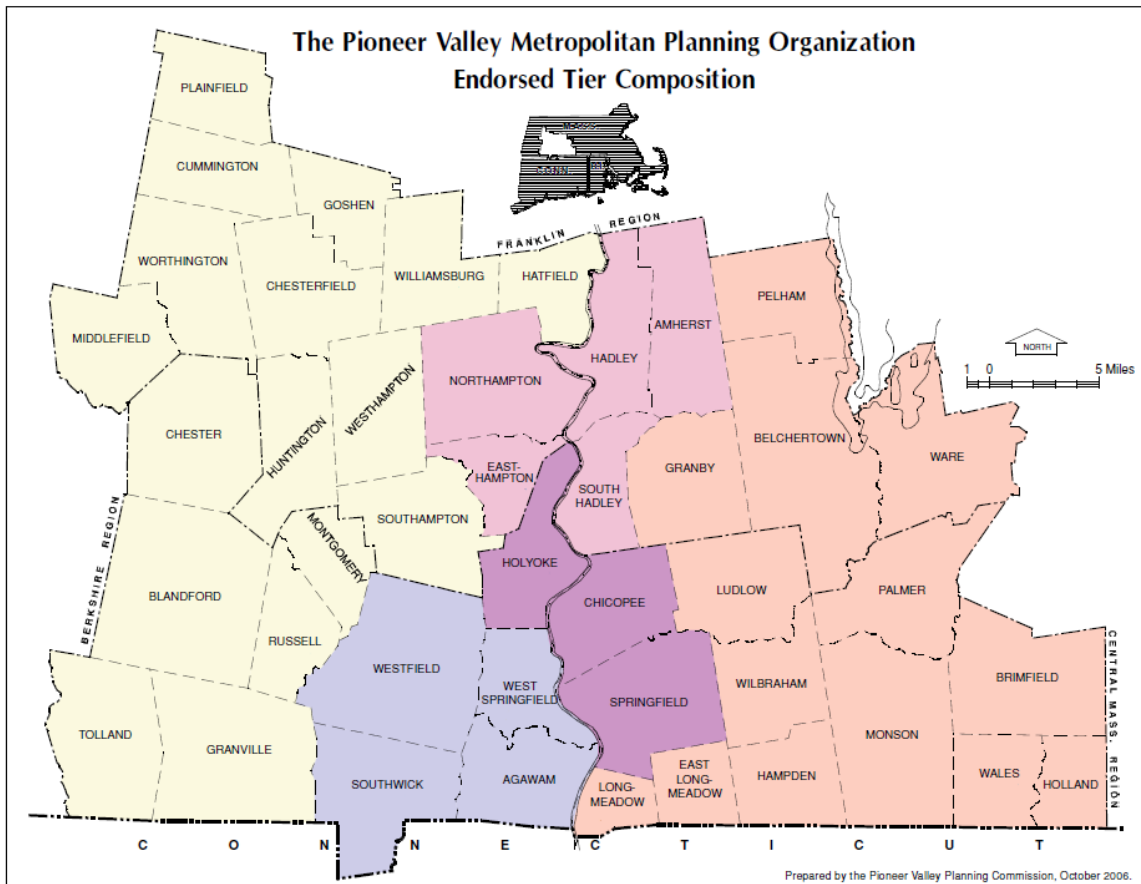 The Pioneer Valley Metropolitan Planning Organization
Endorsed Tier Composition
MASS.
CONN
RI
PLAINFIELD
CUMMINGTON
GOSHEN
FRANKLIN REGION
WORTHINGTON
CHESTERFIELD
WILLIAMSBURG
HATFIELD
PELHAM
MIDDLEFIELD
AMHERST
HADLEY
NORTH
1 0 5 Miles
NORTHAMPTON
WESTHAMPTON
HUNTINGTON
CHESTER
BELCHERTOWN
WARE
EAST-
HAMPTON
GRANBY
SOUTH
HADLEY
SOUTHAMPTON
MONTGOMERY
BERKSHIRE REGION
HOLYOKE
CHICOPEE
LUDLOW
PALMER
BLANDFORD
RUSSELL
WESTFIELD
WEST
SPRINGFIELD
SPRINGFIELD
WILBRAHAM
BRIMFIELD
CENTRAL MASS. REGION
TOLLAND
GRANVILLE
MONSON
SOUTHWICK
AGAWAM
LONG-
MEADOW
EAST
LONG-
MEADOW
HAMPDEN
WALES
HOLLAND
C O N N E C T I C U T
Prepared by the Pioneer Valley Planning Commission, October 2006.